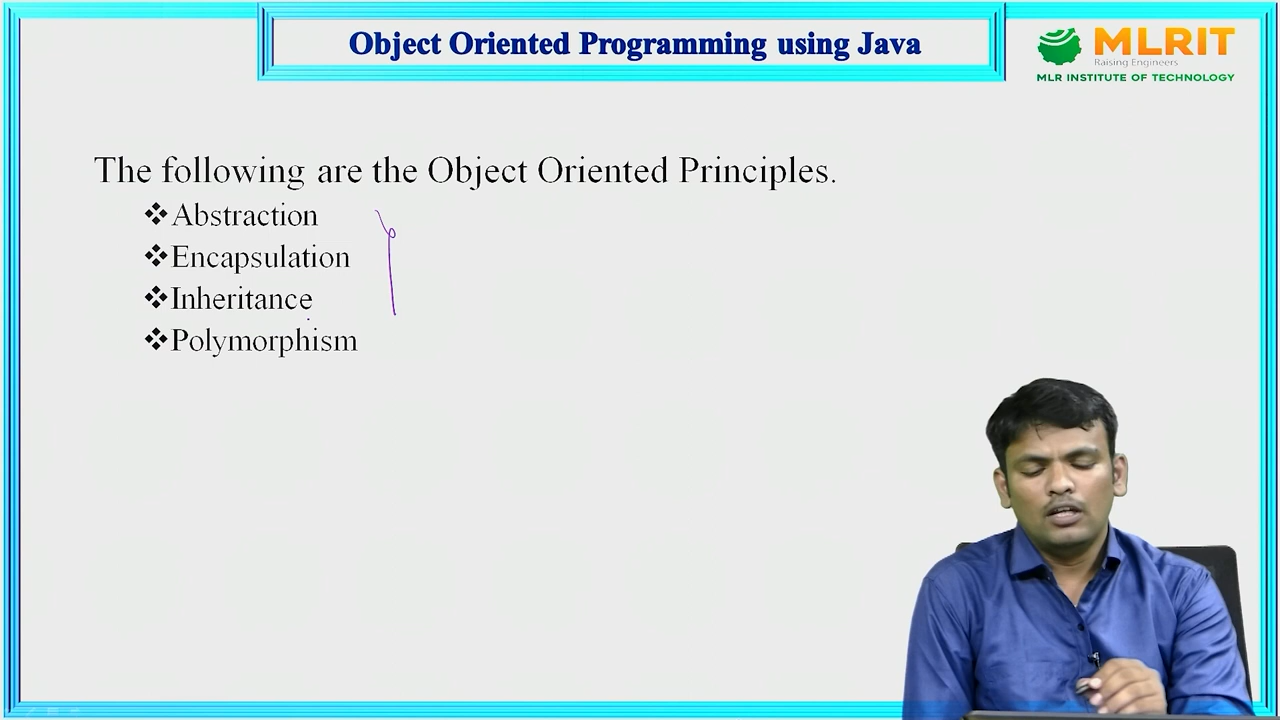 Object Oriented Programming using Java
MLRIT
Raising Engineers
MLR INSTITUTE OF TECHNOLOGY
The following are the Object Oriented Principles.
❖Abstraction
❖Encapsulation
❖Inheritance
❖Polymorphism